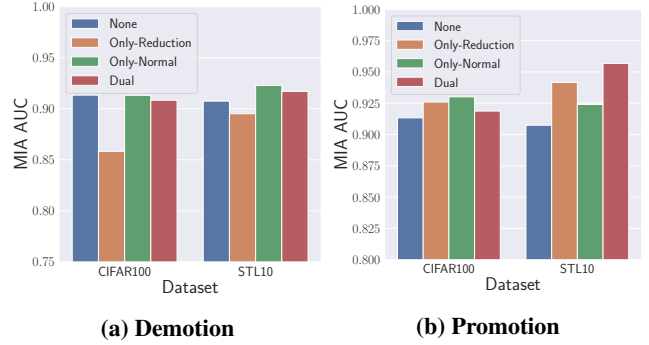 1.00
0.95
0.90
0.85
0.80
0.75
MIA AUC
None
Only-Reduction
Only-Normal
Dual
CIFAR100
STL10
Dataset
(a) Demotion
1.000
0.975
0.950
0.925
0.900
0.875
0.850
0.825
0.800
MIA AUC
None
Only-Reduction
Only-Normal
Dual
CIFAR100
STL10
Dataset
(b) Promotion